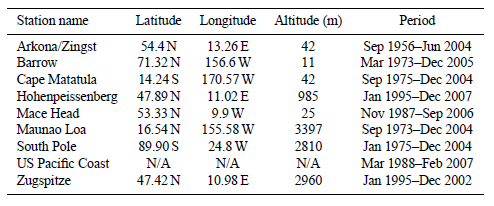 Station name Latitude Longitude Altitude (m) Period
Arkona/Zingst 54.4 N 13.26 E 42 Sep 1956–Jun 2004
Barrow 71.32 N 156.6 W 11 Mar 1973–Dec 2005
Cape Matatula 14.24 S 170.57 W 42 Sep 1975–Dec 2004
Hohenpeissenberg 47.89 N 11.02 E 985 Jan 1995–Dec 2007
Mace Head 53.33 N 9.9 W 25 Nov 1987–Sep 2006
Maunao Loa 16.54 N 155.58 W 3397 Sep 1973–Dec 2004
South Pole 89.90 S 24.8 W 2810 Jan 1975–Dec 2004
US Pacific Coast N/A N/A N/A Mar 1988–Feb 2007
Zugspitze 47.42 N 10.98 E 2960 Jan 1995–Dec 2002